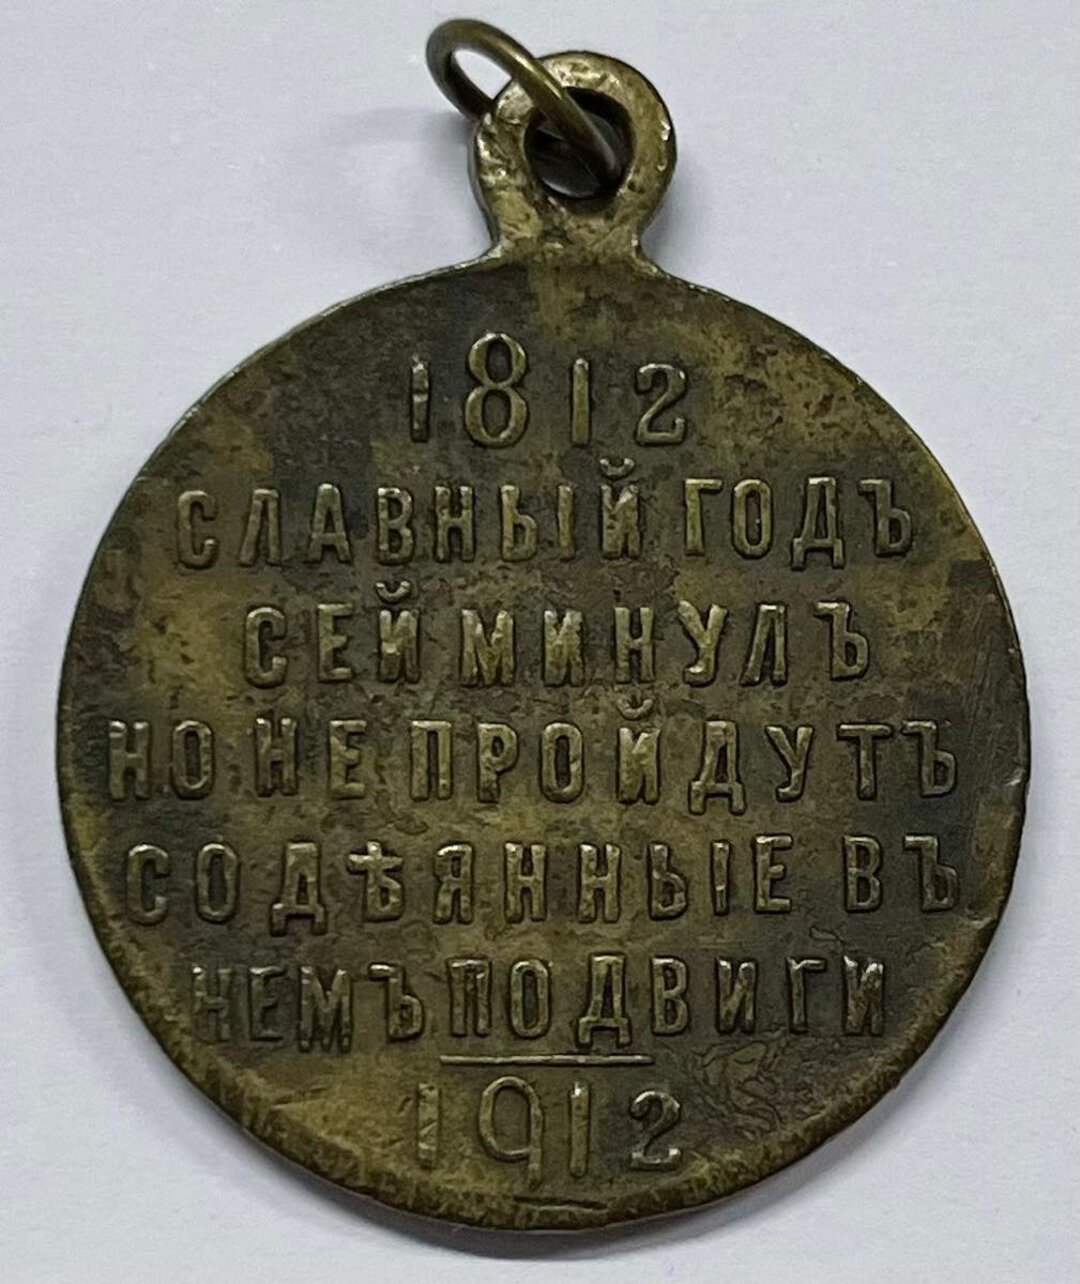 1812
СЛАВНЫЙ ГОДЪ
СЕЙ МИНУЛЪ
НО НЕ ПРОЙДУТЪ
СОДѢЯННЫЕ ВЪ
НЕМЪ ПОДВИГИ
1912